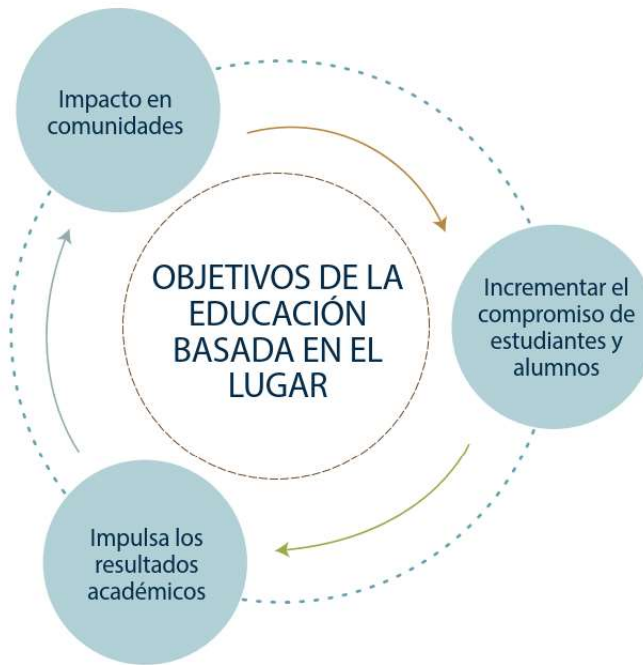 Impacto en
comunidades
OBJETIVOS DE LA
EDUCACIÓN
BASADA EN EL
LUGAR
Incrementar el
compromiso de
estudiantes y
alumnos
Impulsa los
resultados
académicos